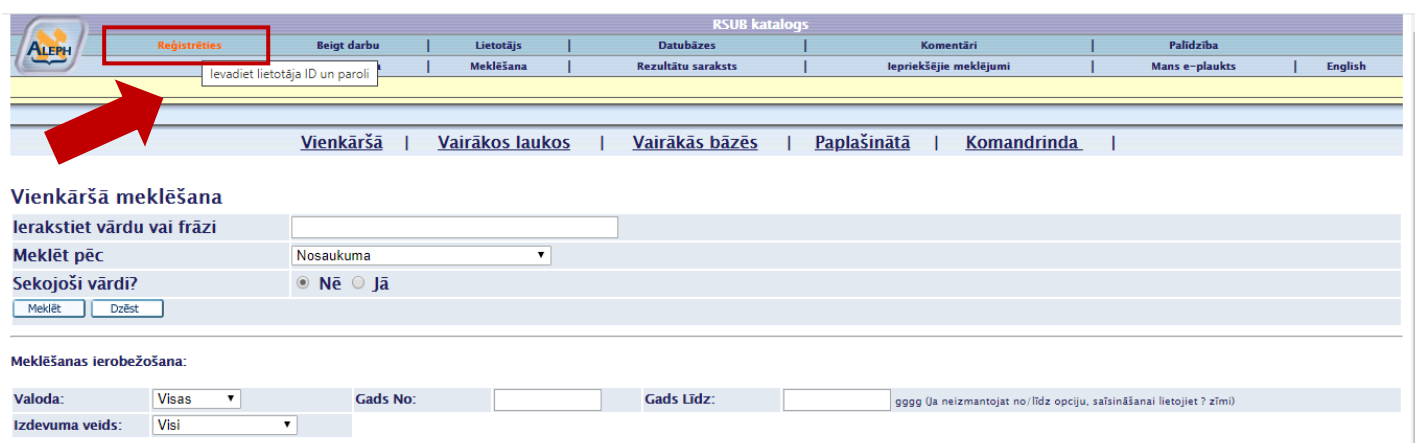 RSUB katalogs
ALEPH
Reģistrēties Beigt darbu | Lietotājs | Datubāzes | Komentāri | Palīdzība
| Meklēšana | Rezultātu saraksts | Iepriekšējie meklējumi | Mans e-plaukts | English
Ievadiet lietotāja ID un paroli
Vienkāršā | Vairākos laukos | Vairākās bāzēs | Paplašinātā | Komandrinda |
Vienkāršā meklēšana
Ierakstiet vārdu vai frāzi
Meklēt pēc Nosaukuma
Sekojoši vārdi? Nē Jā
Meklēt Dzēst
Meklēšanas ierobežošana:
Valoda: Visas Gads No: Gads Līdz: gggg (Ja neizmantojat no/līdz opciju, saīsināšanai lietojiet ? zīmi)
Izdevuma veids: Visi